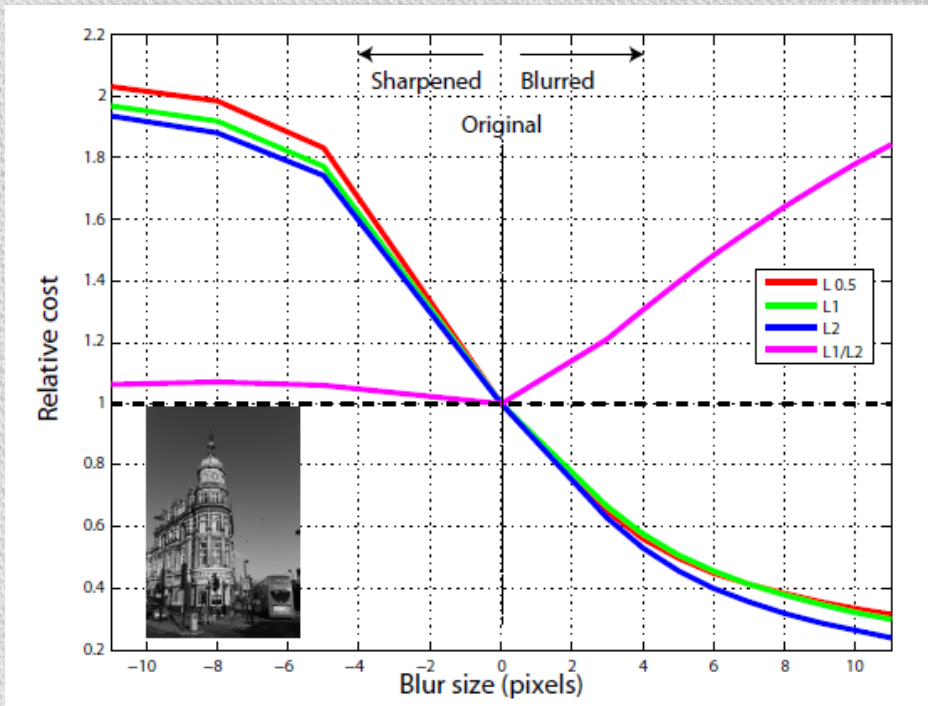 2.2
2
1.8
1.6
1.4
1.2
1
0.8
0.6
0.4
0.2
Relative cost
Sharpened Blurred
Original
L 0.5
L1
L2
L1/L2
−10 −8 −6 −4 −2 0 2 4 6 8 10
Blur size (pixels)